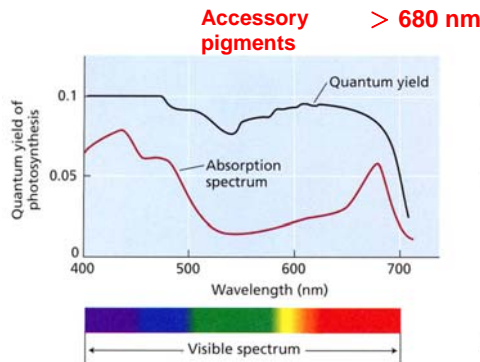 Accessory pigments
> 680 nm
Quantum yield of photosynthesis
0.1
0.05
0
Quantum yield
Absorption spectrum
400
500
600
700
Wavelength (nm)
Visible spectrum